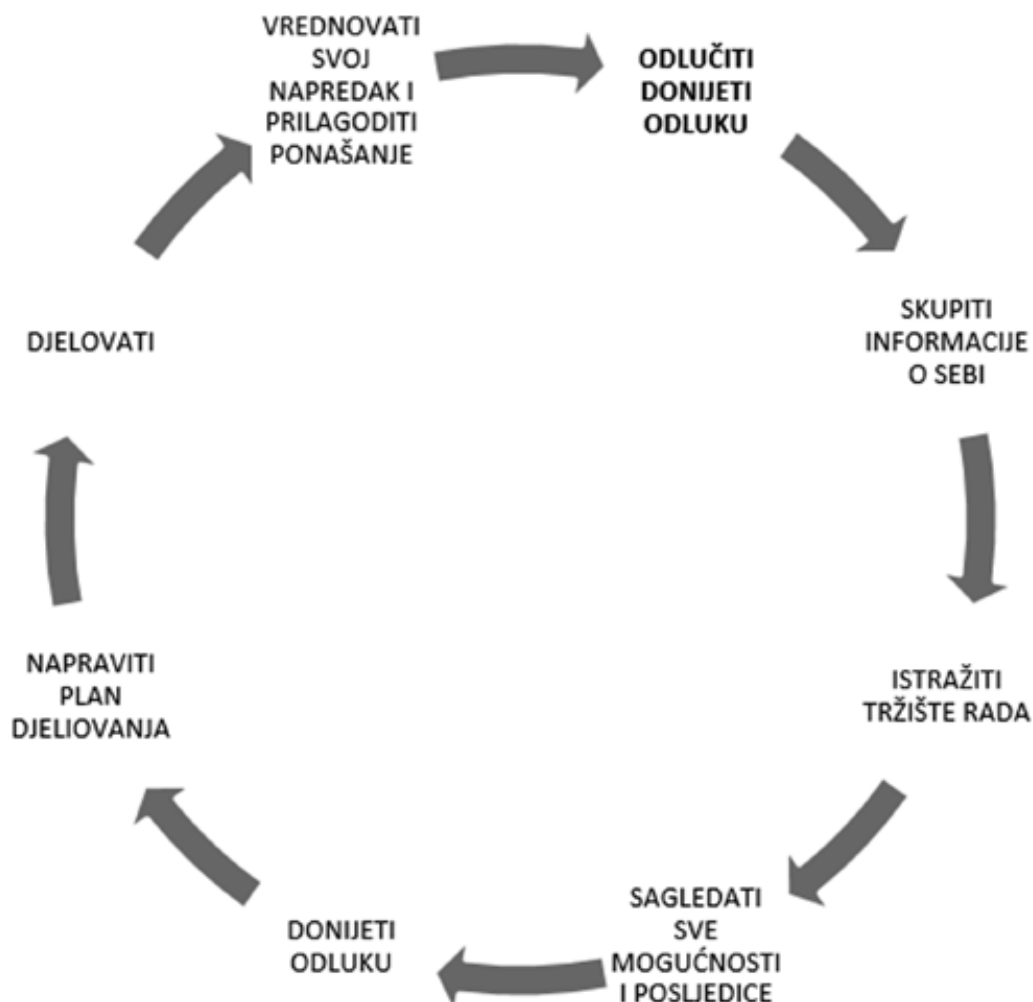 VREDNOVATI
SVOJ
NAPREDAK I
PRILAGODITI
PONAŠANJE
ODLUČITI
DONIJETI
ODLUKU
SKUPITI
INFORMACIJE
O SEBI
ISTRAŽITI
TRŽIŠTE RADA
SAGLEDATI
SVE
MOGUĆNOSTI
I POSLJEDICE
DONIJETI
ODLUKU
NAPRAVITI
PLAN
DJELIOVANJA
DJELOVATI